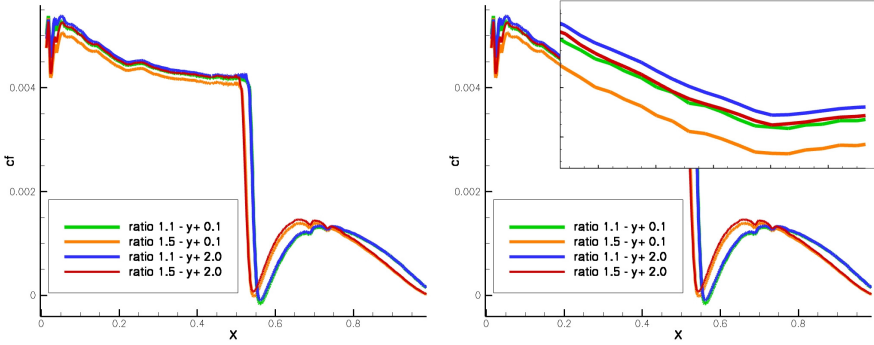 0.004
0.002
0
cf
ratio 1.1 - y+ 0.1
ratio 1.5 - y+ 0.1
ratio 1.1 - y+ 2.0
ratio 1.5 - y+ 2.0
0
0.2
0.4
0.6
0.8
X
0.004
0.002
0
cf
ratio 1.1 - y+ 0.1
ratio 1.5 - y+ 0.1
ratio 1.1 - y+ 2.0
ratio 1.5 - y+ 2.0
0
0.2
0.4
0.6
0.8
X